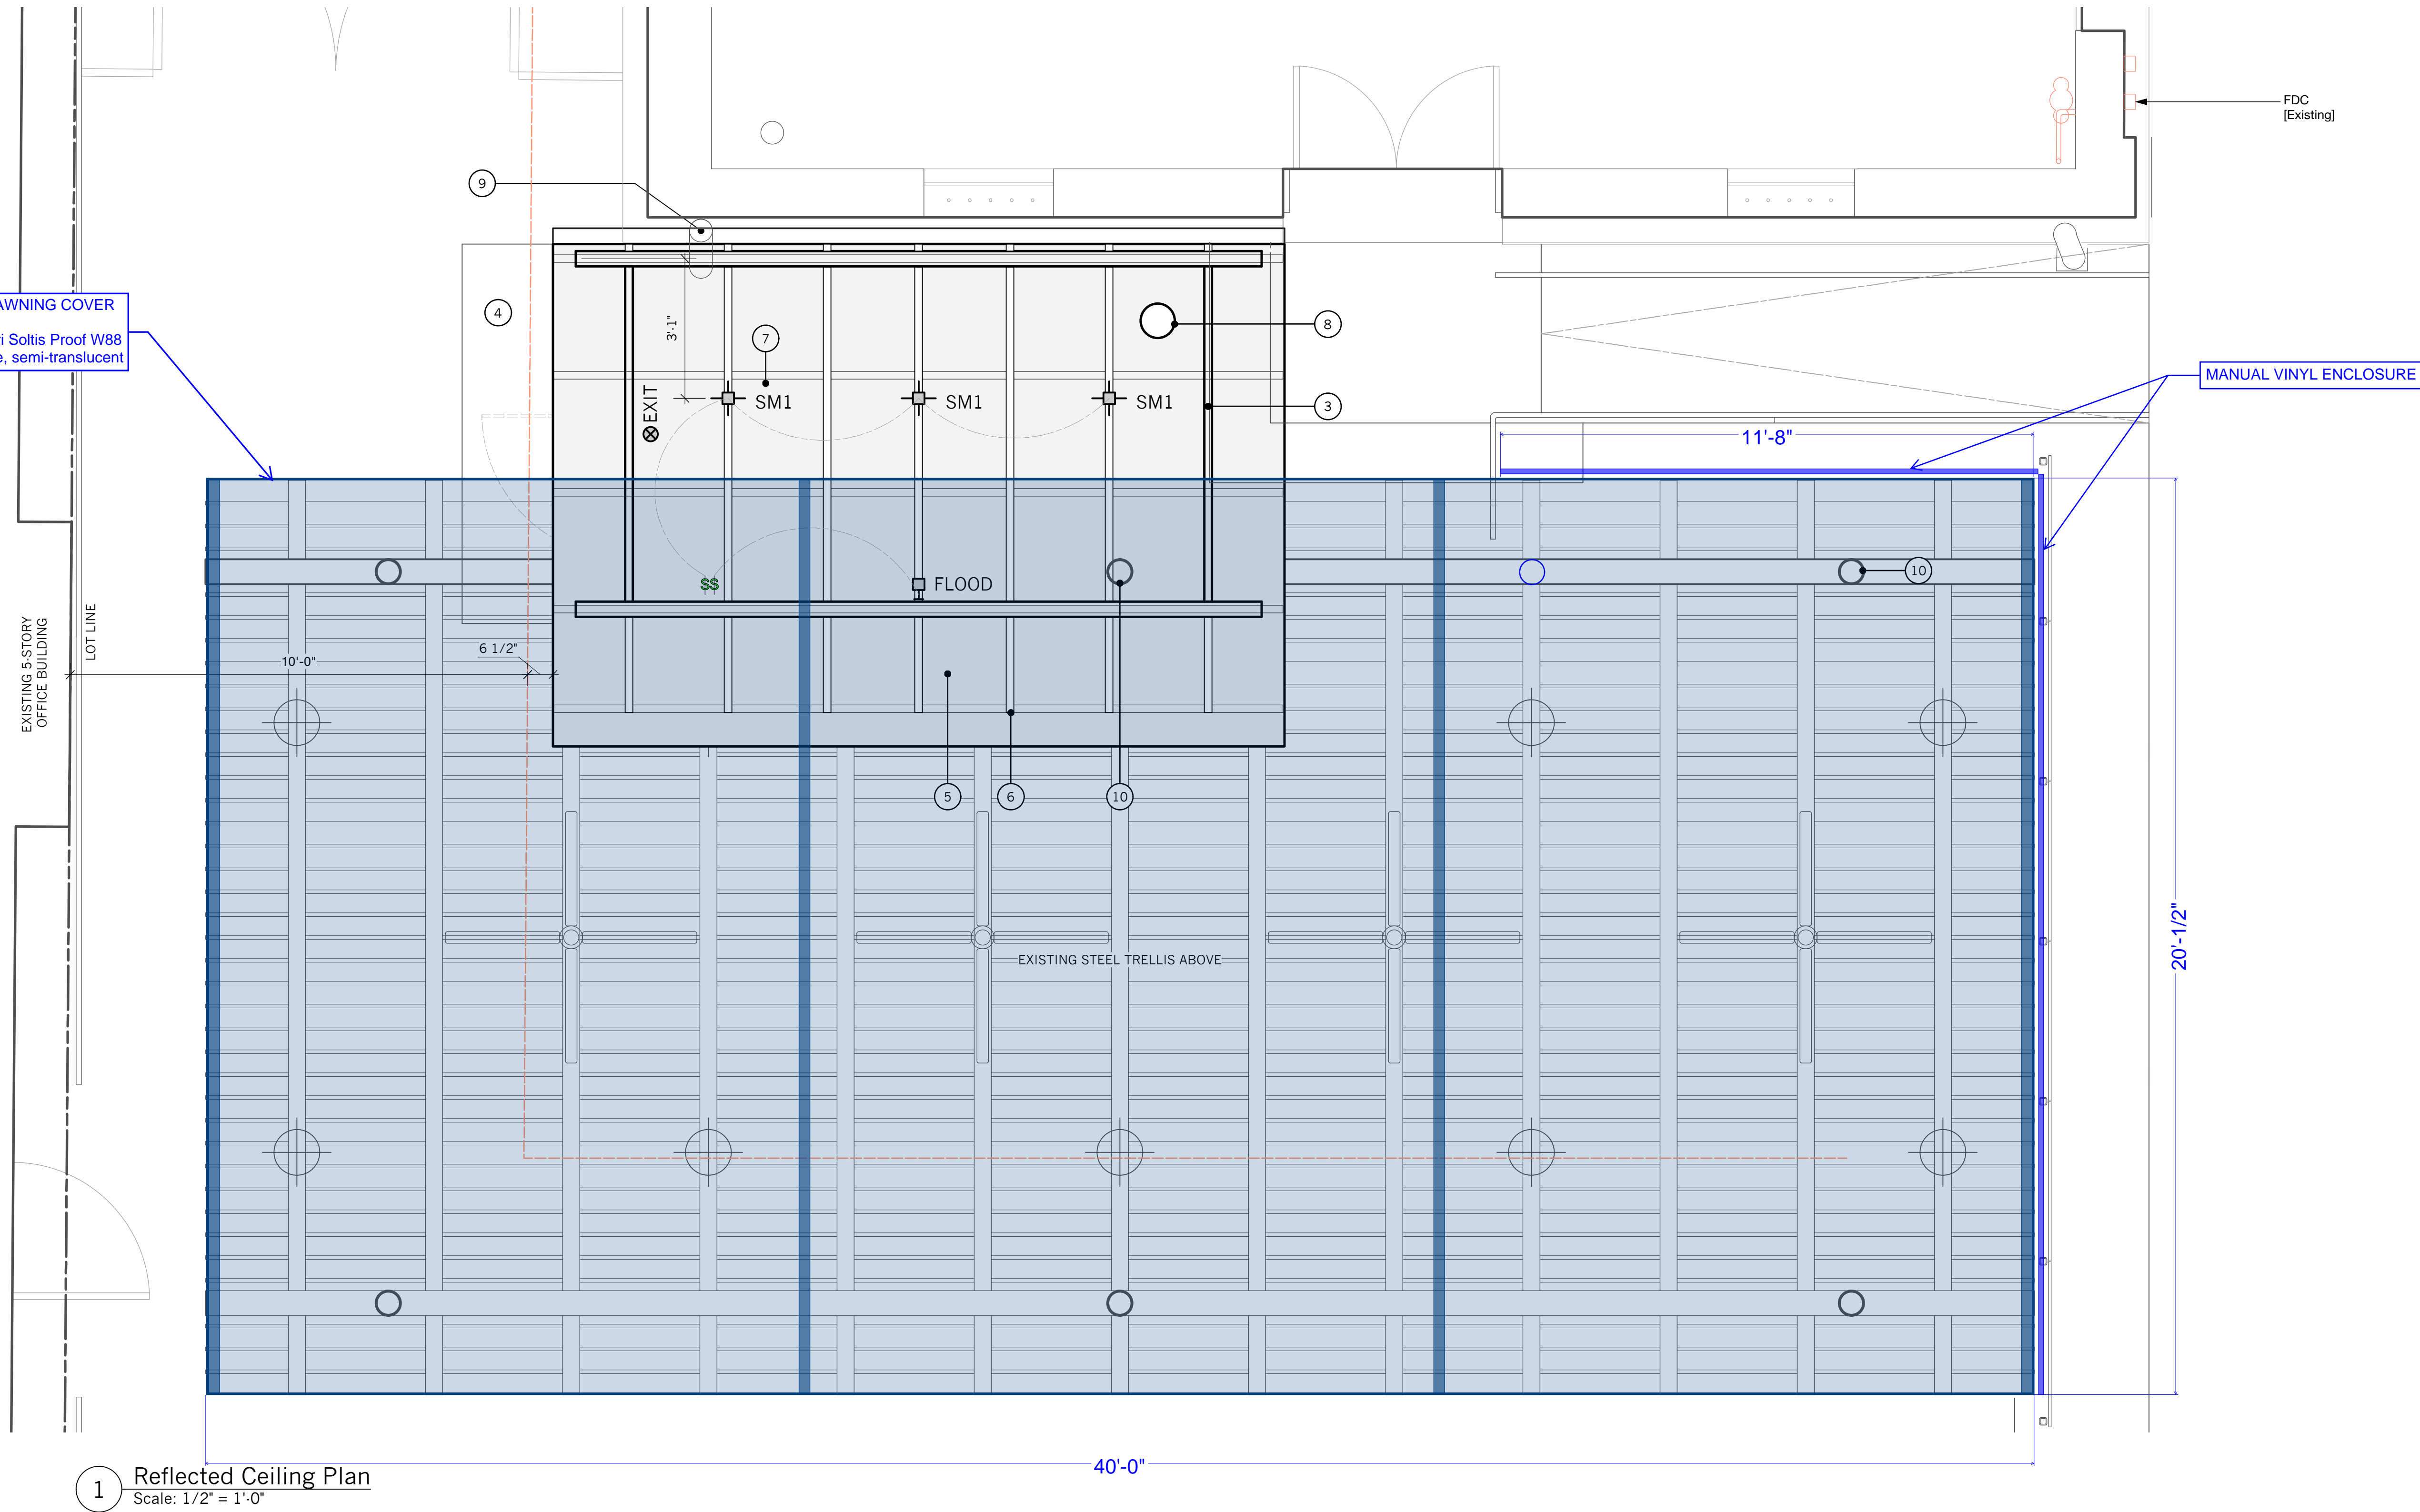 FDC
[Existing]
9
AWNING COVER
Soltis Proof W88
semi-translucent
4
3'-1"
7
8
EXIT
SM1
SM1
SM1
3
MANUAL VINYL ENCLOSURE
11'-8"
$$
FLOOD
10
EXISTING 5-STORY
OFFICE BUILDING
LOT LINE
10'-0"
6 1/2"
5
6
10
EXISTING STEEL TRELLIS ABOVE
20'-1/2"
40'-0"
1
Reflected Ceiling Plan
Scale: 1/2" = 1'-0"